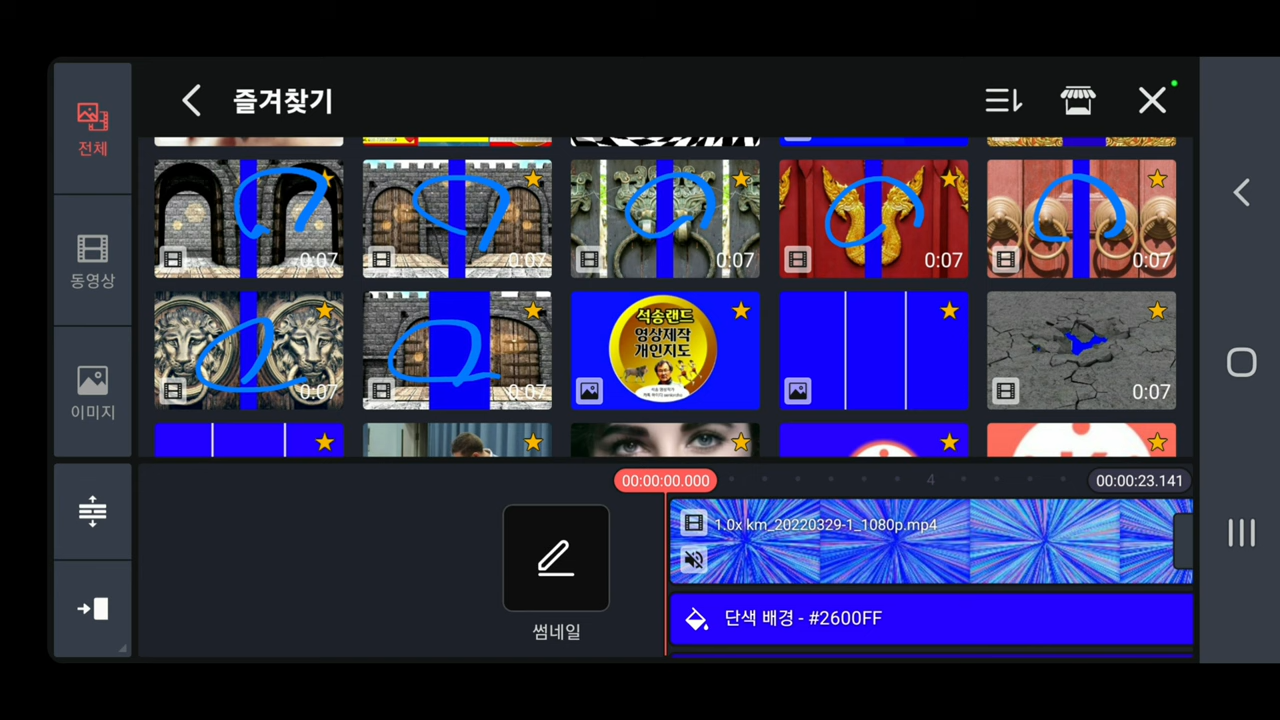 전체
즐겨찾기
동영상
이미지
0:07
0:07
0:07
0:07
0:07
0:07
0:07
석송랜드
영상제작
개인지도
0:07
00:00:00.000
4
00:00:23.141
1.0x km_20220329-1_1080p.mp4
단색 배경 - #2600FF
썸네일